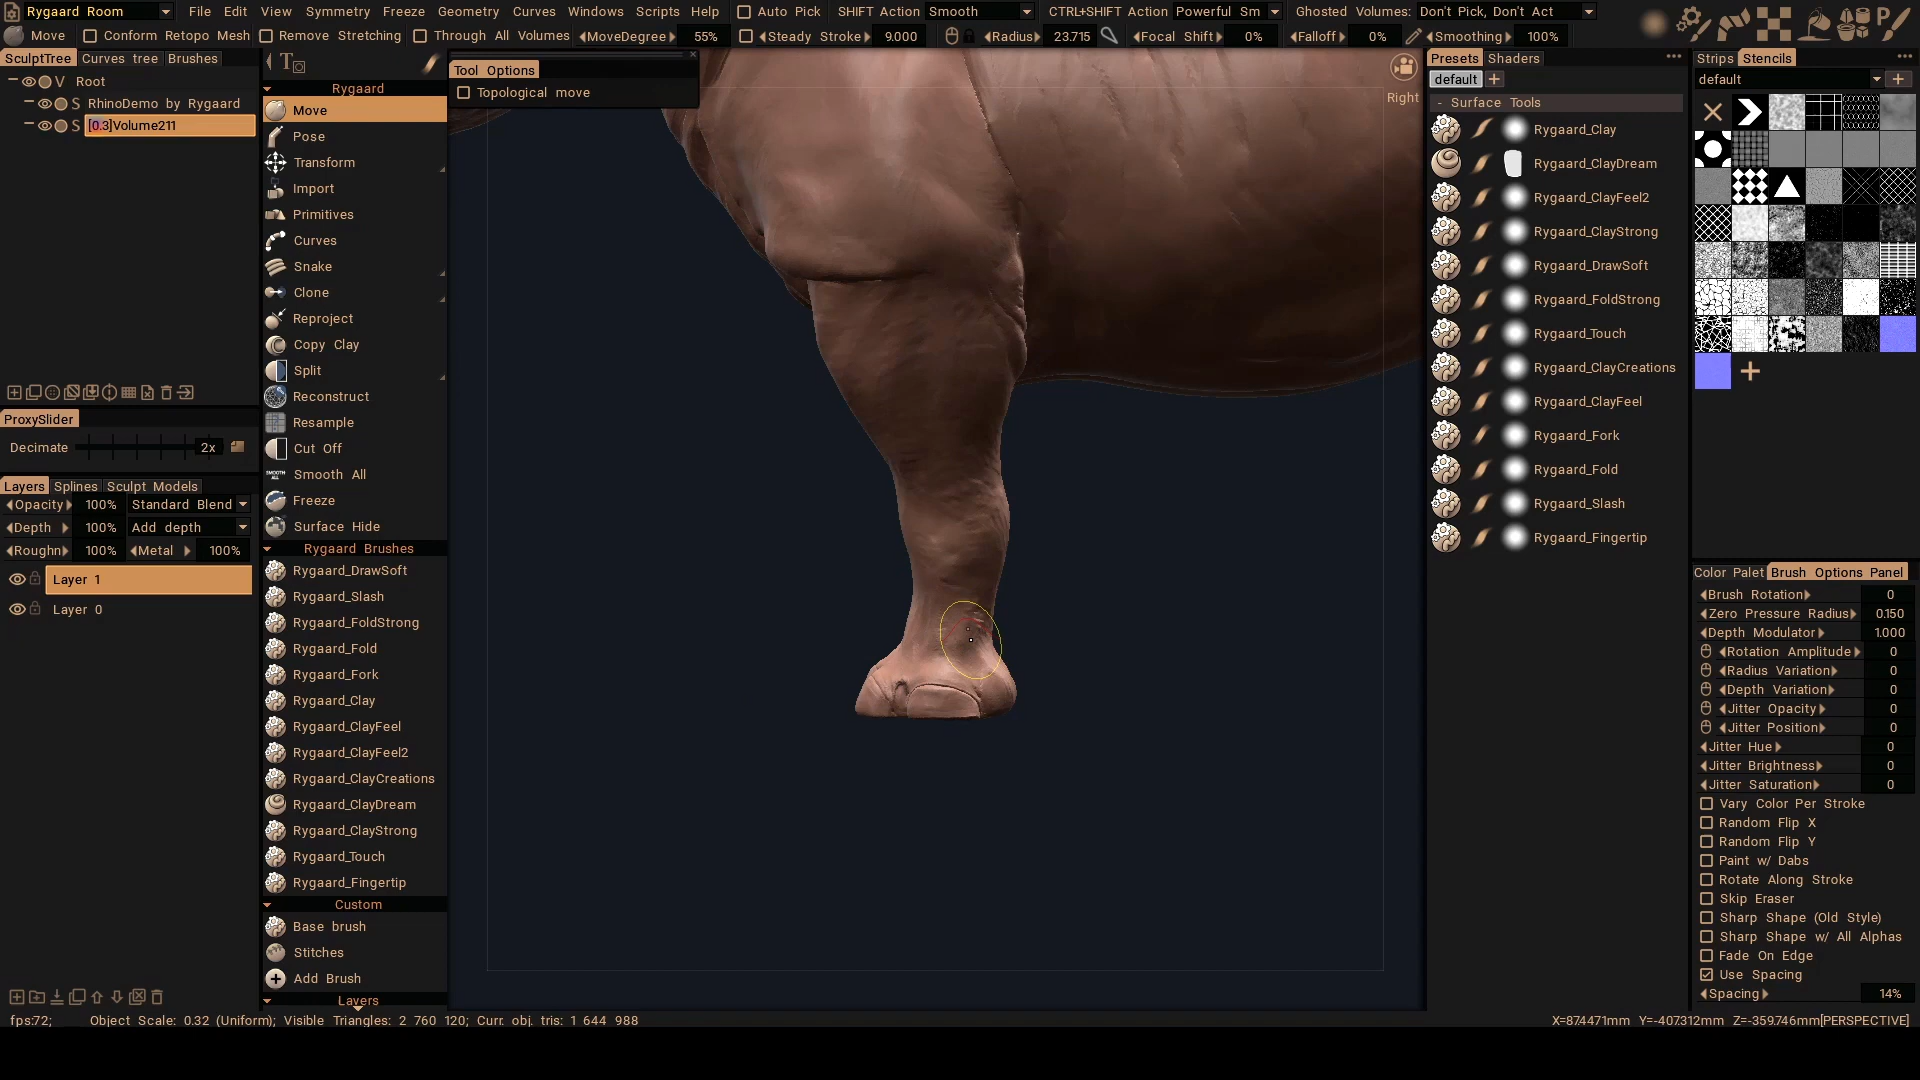 Rygaard Room File Edit View Symmetry Freeze Geometry Curves Windows Scripts Help Auto Pick SHIFT Action Smooth CTRL+SHIFT Action Powerful Sm Ghosted Volumes: Don't Pick, Don't Act
Move Conform Retopo Mesh Remove Stretching Through All Volumes MoveDegree 55% Steady Stroke 9.000 Radius 23.715 Focal Shift 0% Falloff 0% Smoothing 100%
SculptTree Curves tree Brushes
V Root
S RhinoDemo by Rygaard
S [0.3]Volume211
ProxySlider
Decimate 2x
Layers Splines Sculpt Models
Opacity 100% Standard Blend
Depth 100% Add depth
Roughn 100% Metal 100%
Layer 1
Layer 0
Rygaard
Move
Pose
Transform
Import
Primitives
Curves
Snake
Clone
Reproject
Copy Clay
Split
Reconstruct
Resample
Cut Off
Smooth All
Freeze
Surface Hide
Rygaard Brushes
Rygaard_DrawSoft
Rygaard_Slash
Rygaard_FoldStrong
Rygaard_Fold
Rygaard_Fork
Rygaard_Clay
Rygaard_ClayFeel
Rygaard_ClayFeel2
Rygaard_ClayCreations
Rygaard_ClayDream
Rygaard_ClayStrong
Rygaard_Touch
Rygaard_Fingertip
Custom
Base brush
Stitches
Add Brush
Layers
Tool Options
Topological move
Right
Presets Shaders
default
- Surface Tools
Rygaard_Clay
Rygaard_ClayDream
Rygaard_ClayFeel2
Rygaard_ClayStrong
Rygaard_DrawSoft
Rygaard_FoldStrong
Rygaard_Touch
Rygaard_ClayCreations
Rygaard_ClayFeel
Rygaard_Fork
Rygaard_Fold
Rygaard_Slash
Rygaard_Fingertip
Strips Stencils
default
Color Palet Brush Options Panel
Brush Rotation 0
Zero Pressure Radius 0.150
Depth Modulator 1.000
Rotation Amplitude 0
Radius Variation 0
Depth Variation 0
Jitter Opacity 0
Jitter Position 0
Jitter Hue 0
Jitter Brightness 0
Jitter Saturation 0
Vary Color Per Stroke
Random Flip X
Random Flip Y
Paint w/ Dabs
Rotate Along Stroke
Skip Eraser
Sharp Shape (Old Style)
Sharp Shape w/ All Alphas
Fade On Edge
Use Spacing
Spacing 14%
fps:72; Object Scale: 0.32 (Uniform); Visible Triangles: 2 760 120; Curr. obj. tris: 1 644 988
X=87.4471mm Y=-407.312mm Z=-359.746mm[PERSPECTIVE]